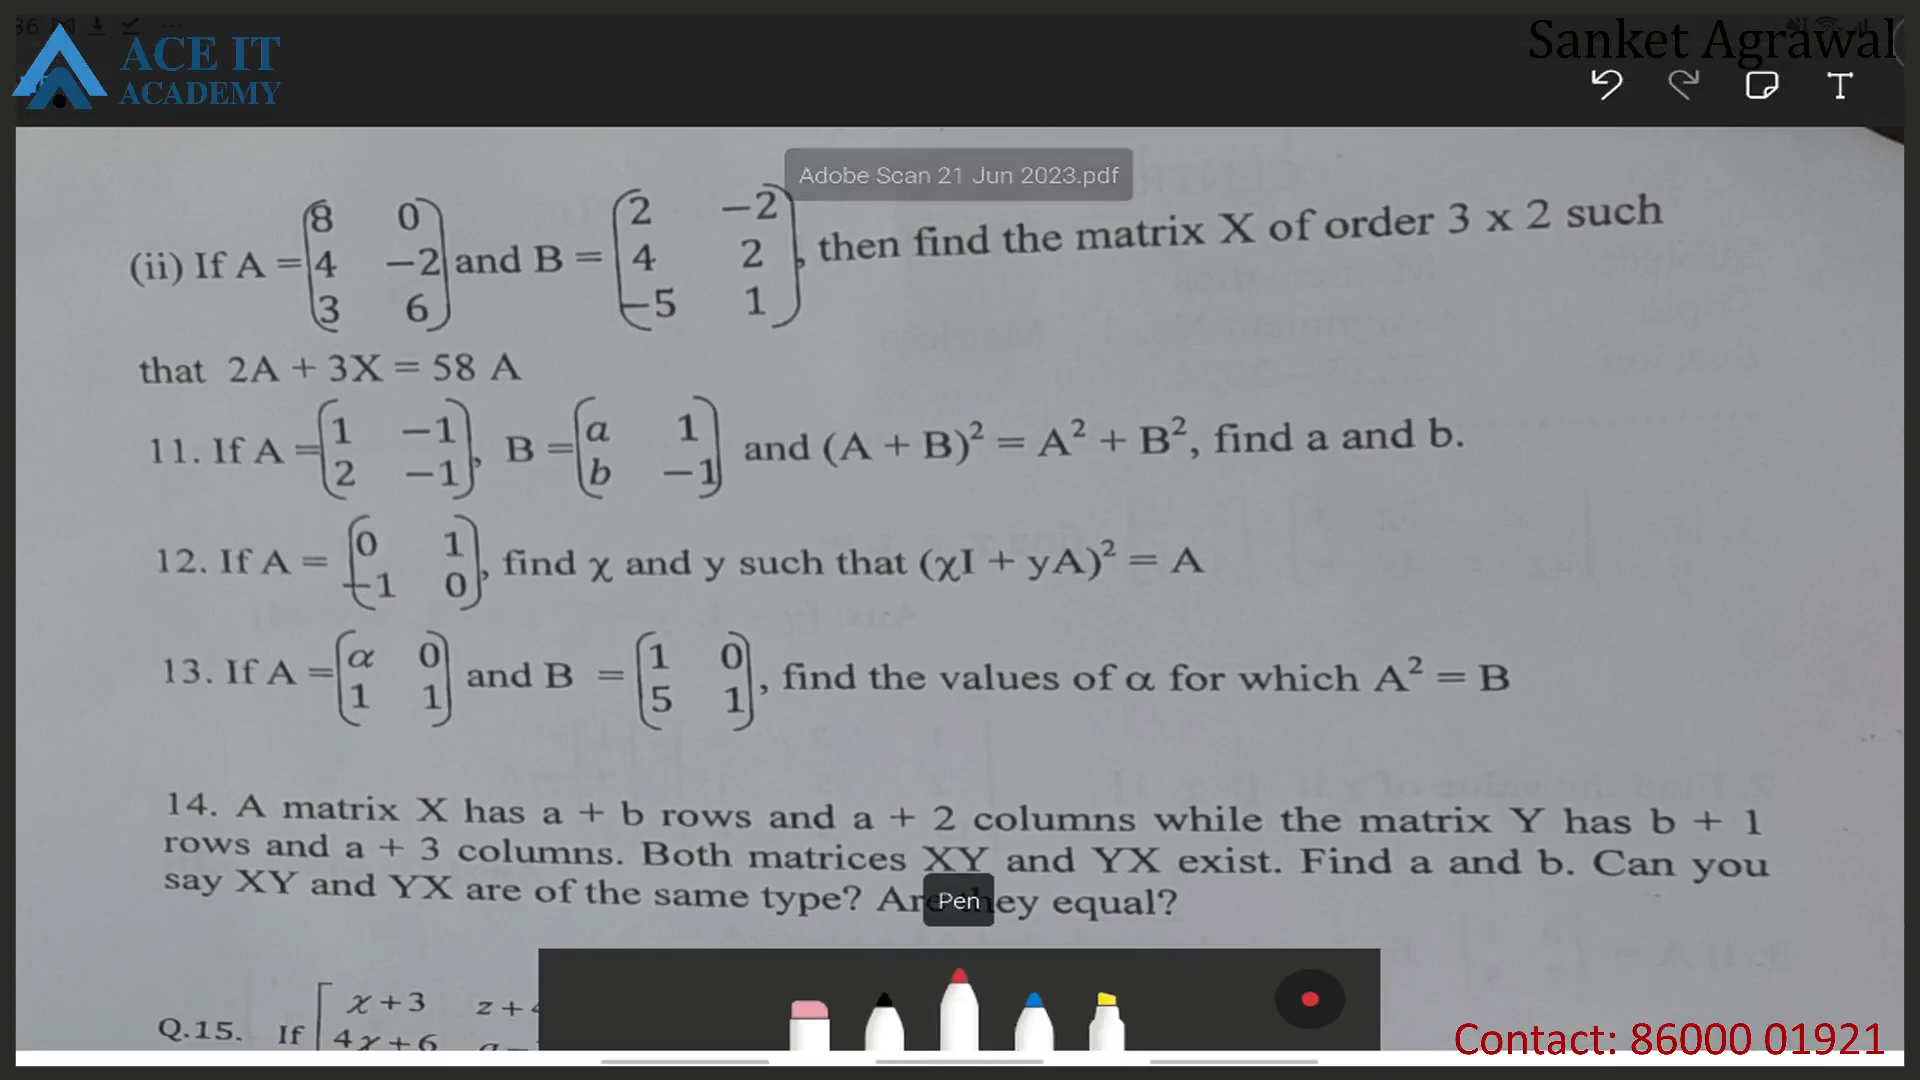 ACE IT
ACADEMY
Sanket Agrawal
T
Adobe Scan 21 Jun 2023.pdf
(ii) If A = (8 0 4 -2 3 6) and B = (2 -2 4 2 -5 1), then find the matrix X of order 3 x 2 such
that 2A + 3X = 58 A
11. If A = (1 -1 2 -1), B = (a 1 b -1) and (A + B)² = A² + B², find a and b.
12. If A = (0 1 -1 0), find χ and y such that (χI + yA)² = A
13. If A = (α 0 1 1) and B = (1 0 5 1), find the values of α for which A² = B
14. A matrix X has a + b rows and a + 2 columns while the matrix Y has b + 1
rows and a + 3 columns. Both matrices XY and YX exist. Find a and b. Can you
say XY and YX are of the same type? Are they equal?
Pen
Q.15. If [χ+3 z+4
4χ+6
Contact: 86000 01921